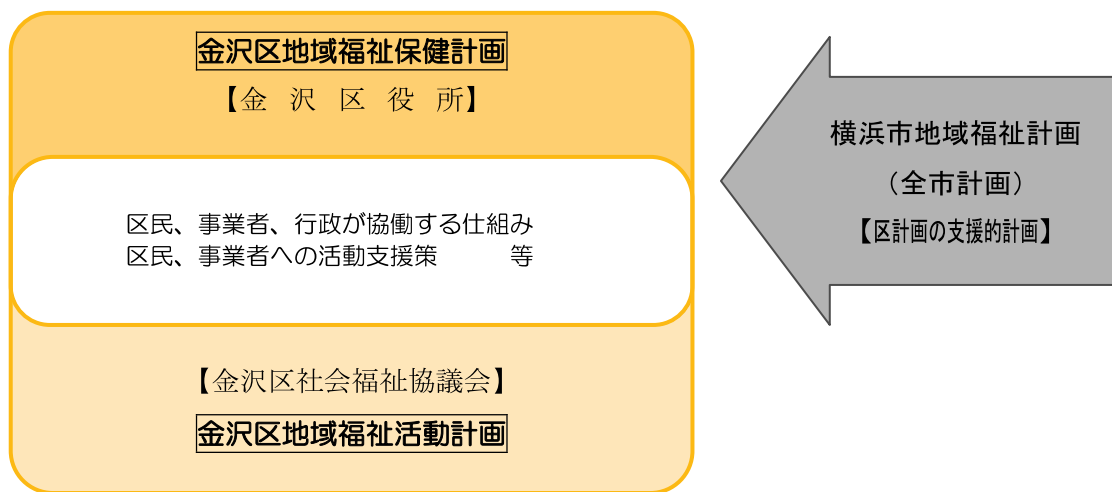 金沢区地域福祉保健計画
【金 沢 区 役 所】
区民、事業者、行政が協働する仕組み
区民、事業者への活動支援策　　　等
【金沢区社会福祉協議会】
金沢区地域福祉活動計画
横浜市地域福祉計画
（全市計画）
【区計画の支援的計画】